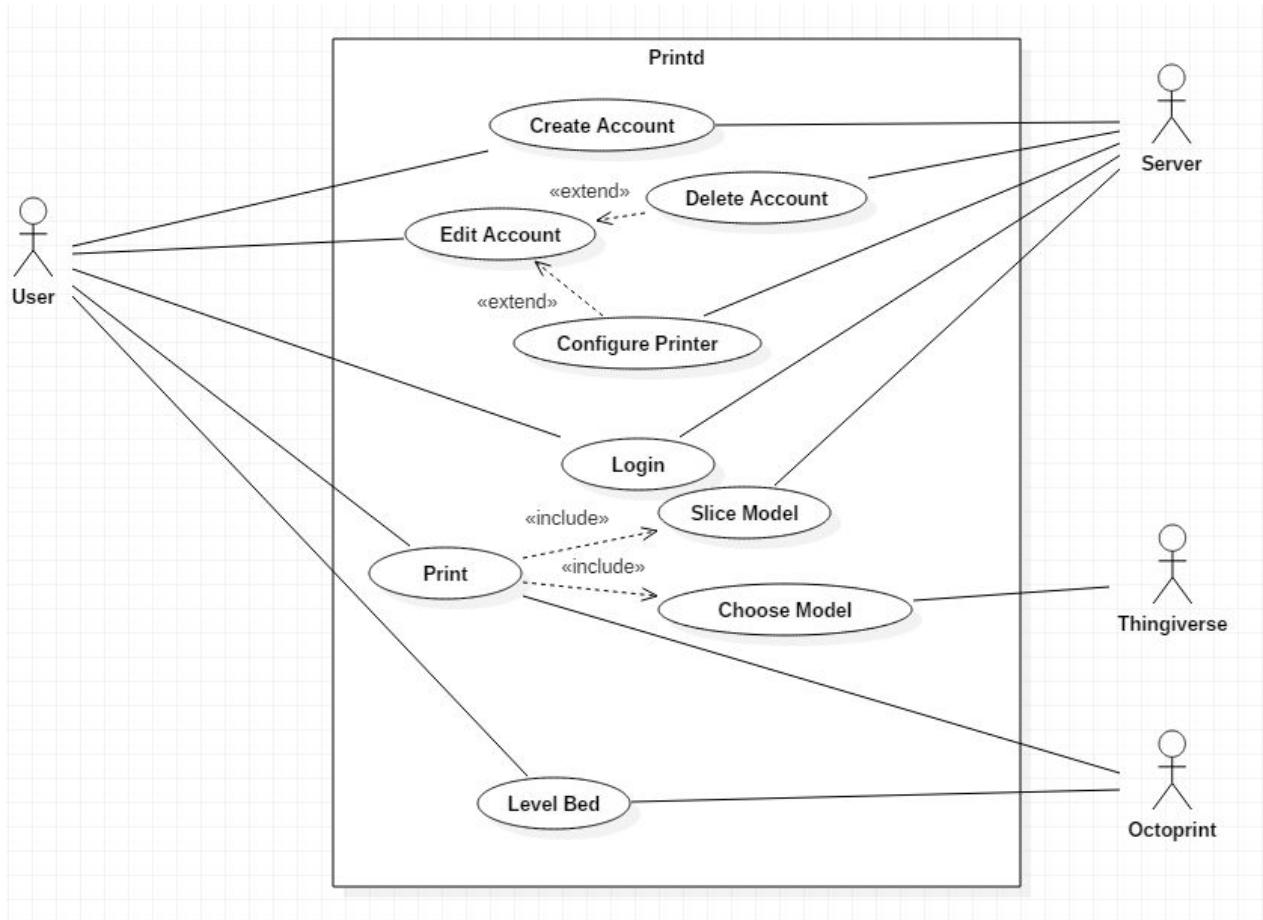 Printd
Create Account
Server
«extend»
Delete Account
Edit Account
User
«extend»
Configure Printer
Login
Slice Model
«include»
«include»
Print
Choose Model
Thingiverse
Level Bed
Octoprint